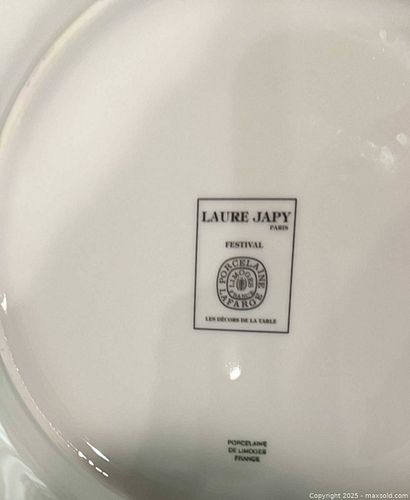 LAURE JAPY
PARIS
FESTIVAL
PORCELAINE
LIMOGES
FRANCE
LAFARGE
LES DÉCORS DE LA TABLE
PORCELAINE
DE LIMOGES
FRANCE
Copyright 2025 - maxsold.com